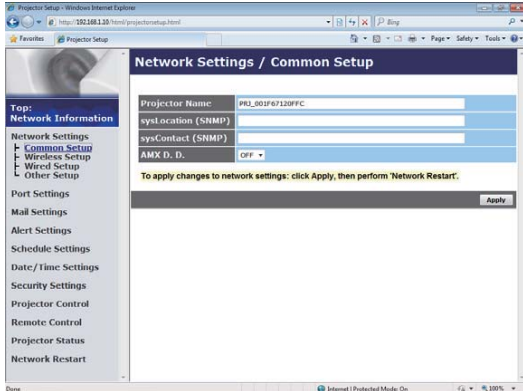 Projector Setup - Windows Internet Explorer
http://192.168.1.10/html/projectorsetup.html
Bing
Favorites
Projector Setup
Page
Safety
Tools
Network Settings / Common Setup
Top:
Network Information
Network Settings
Common Setup
Wireless Setup
Wired Setup
Other Setup
Port Settings
Mail Settings
Alert Settings
Schedule Settings
Date/Time Settings
Security Settings
Projector Control
Remote Control
Projector Status
Network Restart
Projector Name PRJ_001F67120FFC
sysLocation (SNMP)
sysContact (SNMP)
AMX D. D. OFF
To apply changes to network settings: click Apply, then perform 'Network Restart'.
Apply
Done
Internet | Protected Mode: On
100%